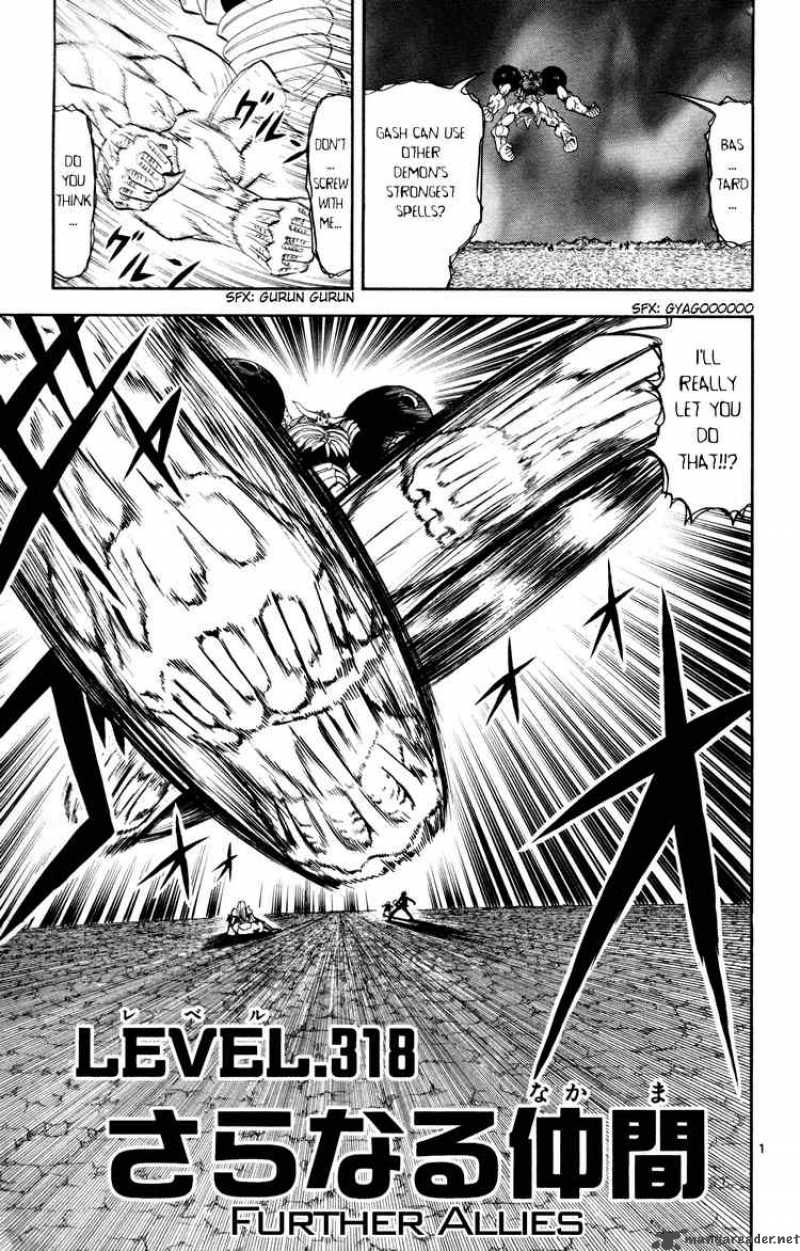 BAS
...
TARD
...
GASH CAN USE
OTHER
DEMON'S
STRONGEST
SPELLS?
SFX: GYAGOOOOOO
DON'T
...
SCREW
WITH
ME...
グルン
グルン
DO
YOU
THINK
...
SFX: GURUN GURUN
I'LL
REALLY
LET YOU
DO
THAT!!?
レベル
LEVEL.318
なかま
さらなる仲間
FURTHER ALLIES
1
mangareader.net